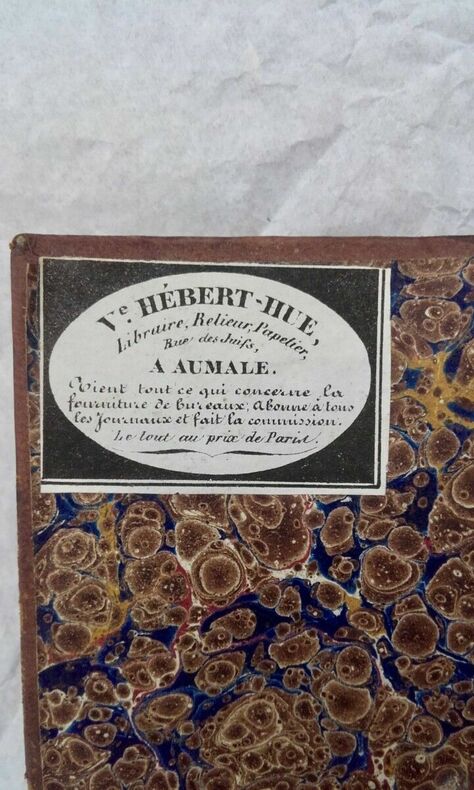 Ve. HÉBERT-HUE,
Libraire, Relieur, Papetier,
Rue des Juifs,
A AUMALE.
Tient tout ce qui concerne la
fourniture de bureaux; Abonne à tous
les Journaux et fait la commission.
Le tout au prix de Paris.